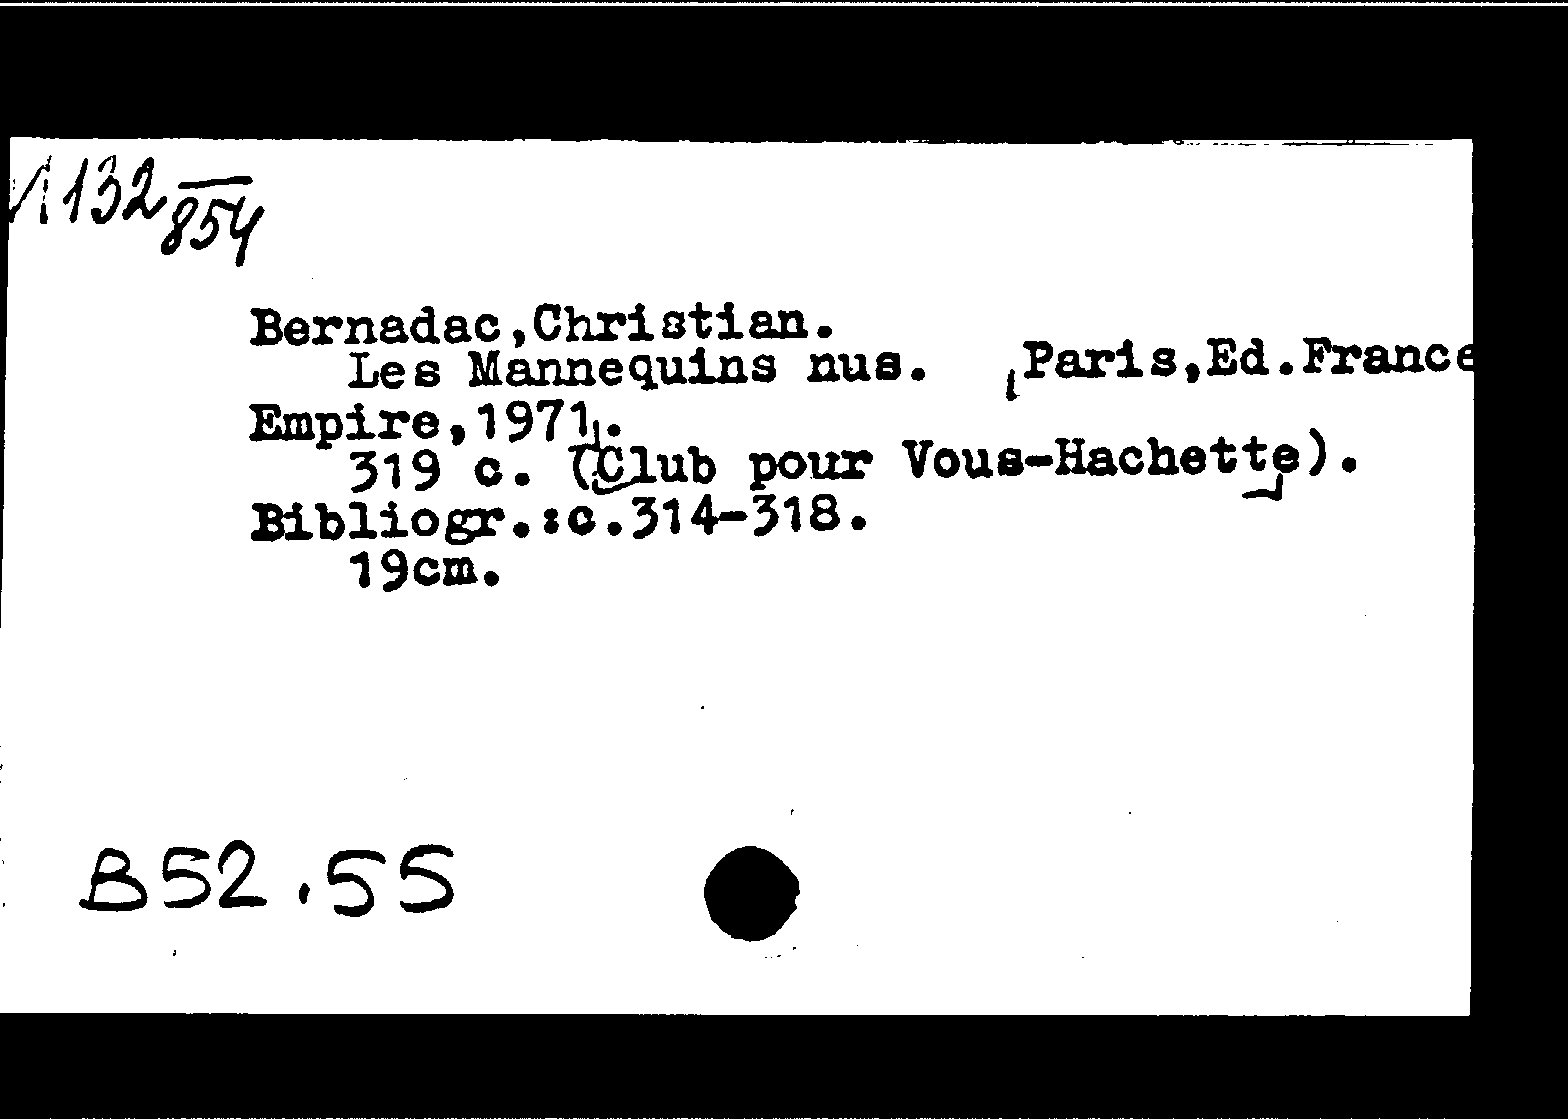 И132
854
Bernadac,Christian.
Les Mannequins nus. [Paris,Ed.France
Empire,1971].
319 c. (Club pour Vous-Hachette).
Bibliogr.:c.314-318.
19cm.
B52.55